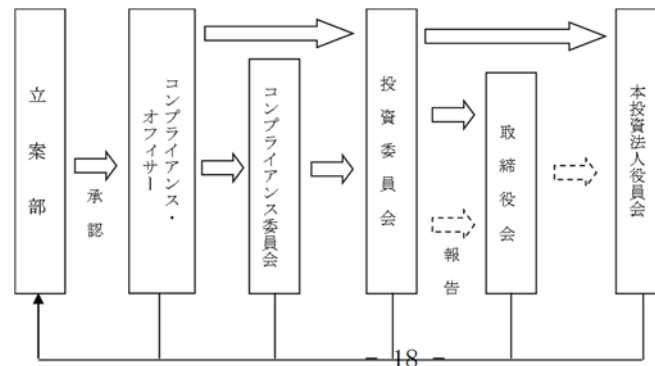 立案部
承認
コンプライアンス・
オフィサー
コンプライアンス委員会
投資委員会
報告
取締役会
本投資法人役員会
- 18 -